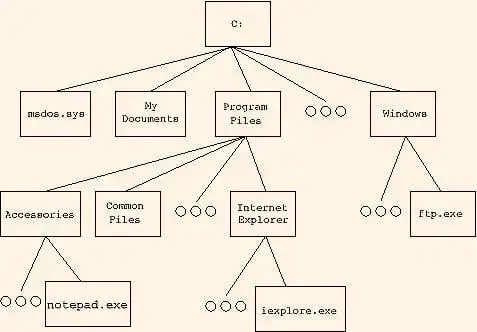 C:
msdos.sys
My
Documents
Program
Files
Windows
Accessories
Common
Files
Internet
Explorer
ftp.exe
notepad.exe
iexplore.exe